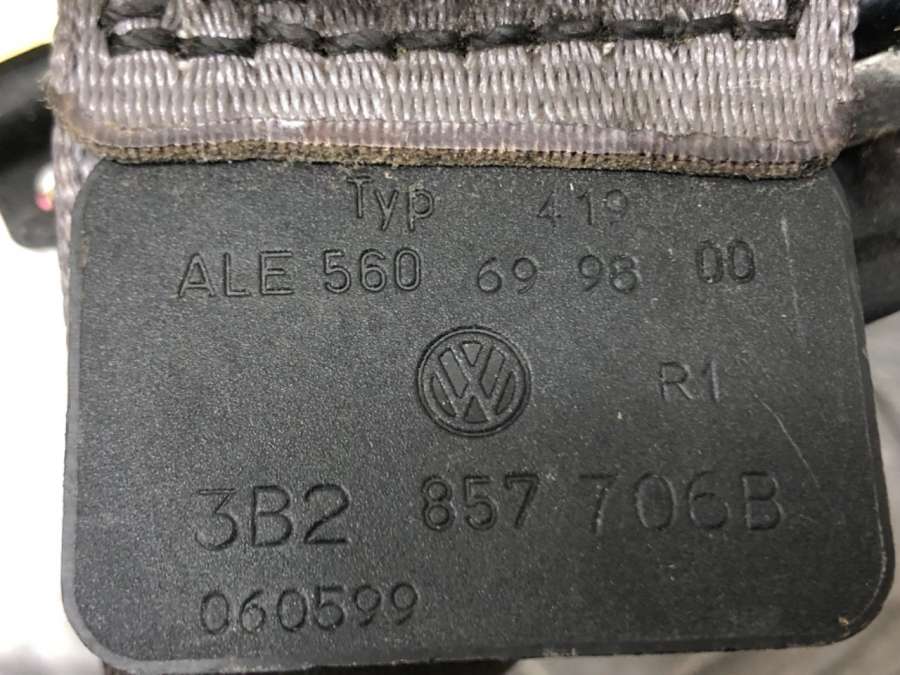 Typ 419
ALE 560 69 98 00
R1
3B2 857 706B
060599